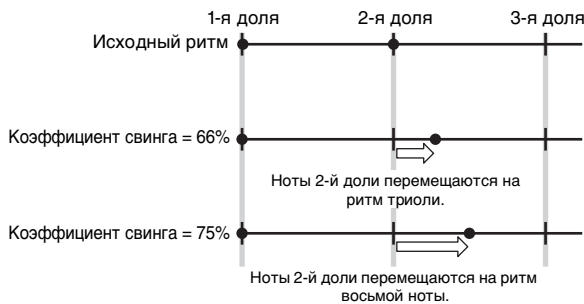 1-я доля 2-я доля 3-я доля
Исходный ритм
Коэффициент свинга = 66%
Ноты 2-й доли перемещаются на
ритм триоли.
Коэффициент свинга = 75%
Ноты 2-й доли перемещаются на ритм
восьмой ноты.